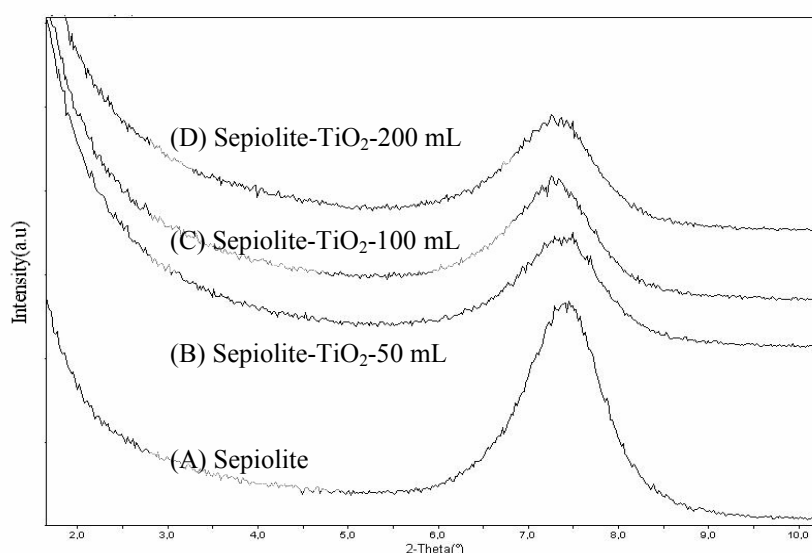 (D) Sepiolite-TiO₂-200 mL
(C) Sepiolite-TiO₂-100 mL
(B) Sepiolite-TiO₂-50 mL
(A) Sepiolite
Intensity(a.u)
2,0 3,0 4,0 5,0 6,0 7,0 8,0 9,0 10,0
2-Theta(°)